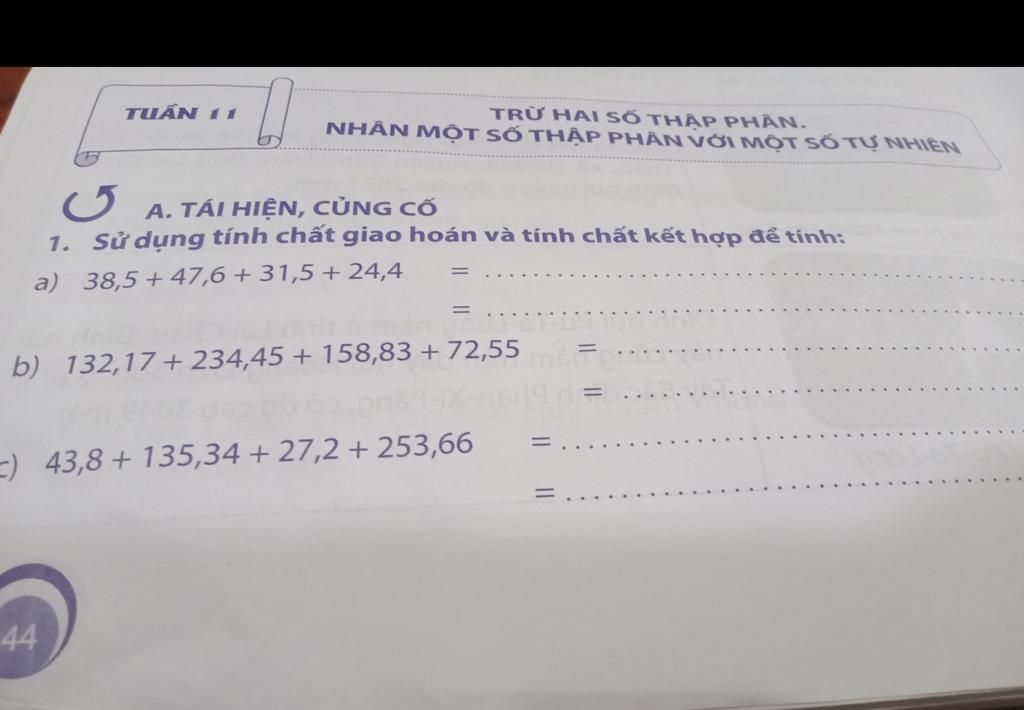 TUẦN 11
TRỪ HAI SỐ THẬP PHÂN.
NHÂN MỘT SỐ THẬP PHÂN VỚI MỘT SỐ TỰ NHIÊN
A. TÁI HIỆN, CỦNG CỐ
1. Sử dụng tính chất giao hoán và tính chất kết hợp để tính:
a) 38,5 + 47,6 + 31,5 + 24,4 = ........................................
= ........................................
b) 132,17 + 234,45 + 158,83 + 72,55 = ........................................
= ........................................
c) 43,8 + 135,34 + 27,2 + 253,66 = ........................................
= ........................................
44